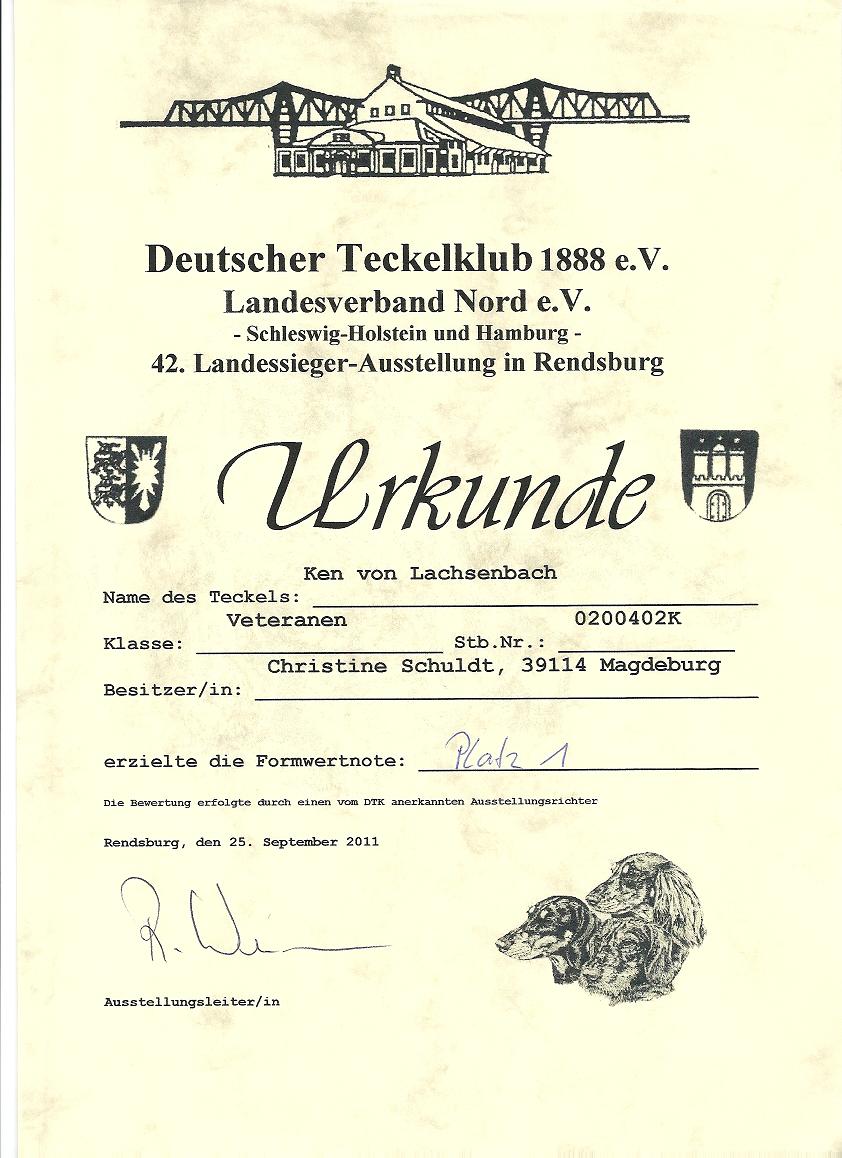 Deutscher Teckelklub 1888 e.V.
Landesverband Nord e.V.
- Schleswig-Holstein und Hamburg -
42. Landessieger-Ausstellung in Rendsburg
Urkunde
Ken von Lachsenbach
Name des Teckels:
Veteranen 0200402K
Klasse: Stb.Nr.:
Christine Schuldt, 39114 Magdeburg
Besitzer/in:
erzielte die Formwertnote: Platz 1
Die Bewertung erfolgte durch einen vom DTK anerkannten Ausstellungsrichter
Rendsburg, den 25. September 2011
Ausstellungsleiter/in